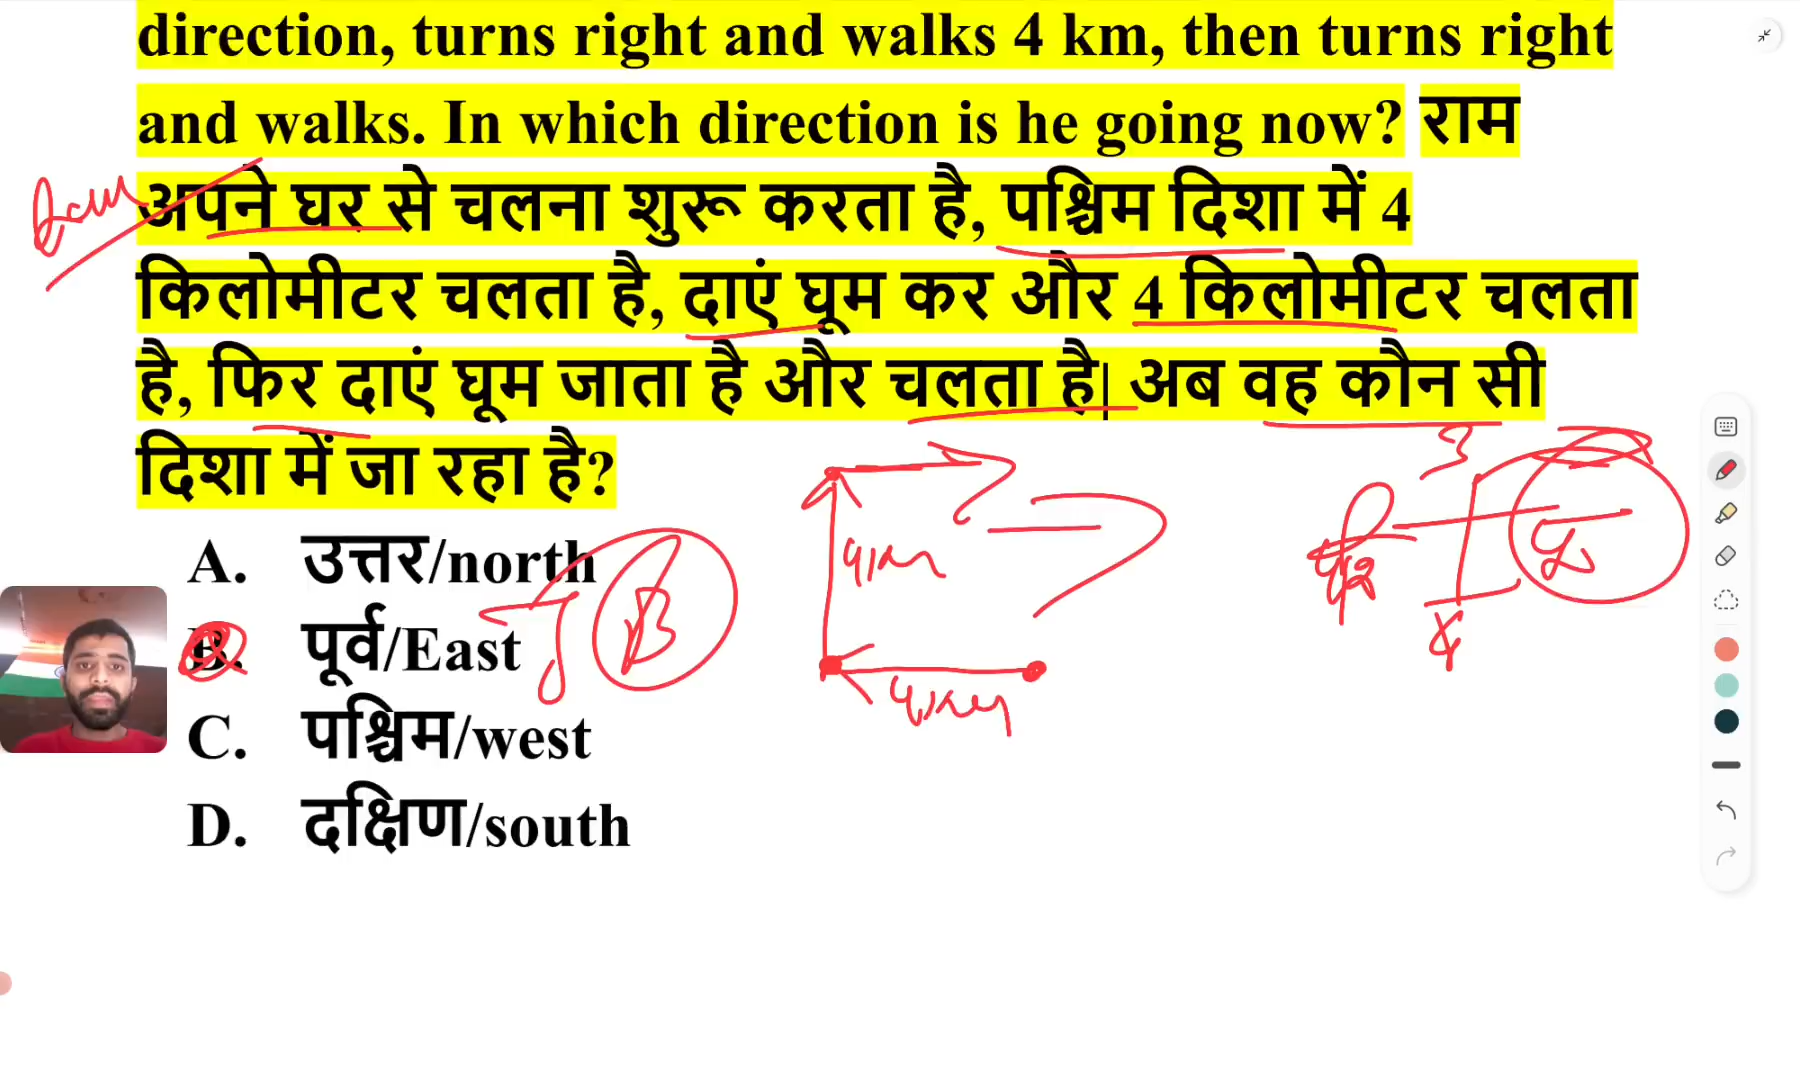 direction, turns right and walks 4 km, then turns right
and walks. In which direction is he going now? राम
Ram
अपने घर से चलना शुरू करता है, पश्चिम दिशा में 4
किलोमीटर चलता है, दाएं घूम कर और 4 किलोमीटर चलता
है, फिर दाएं घूम जाता है और चलता है| अब वह कौन सी
दिशा में जा रहा है?
A. उत्तर/north
B. पूर्व/East
B
C. पश्चिम/west
D. दक्षिण/south